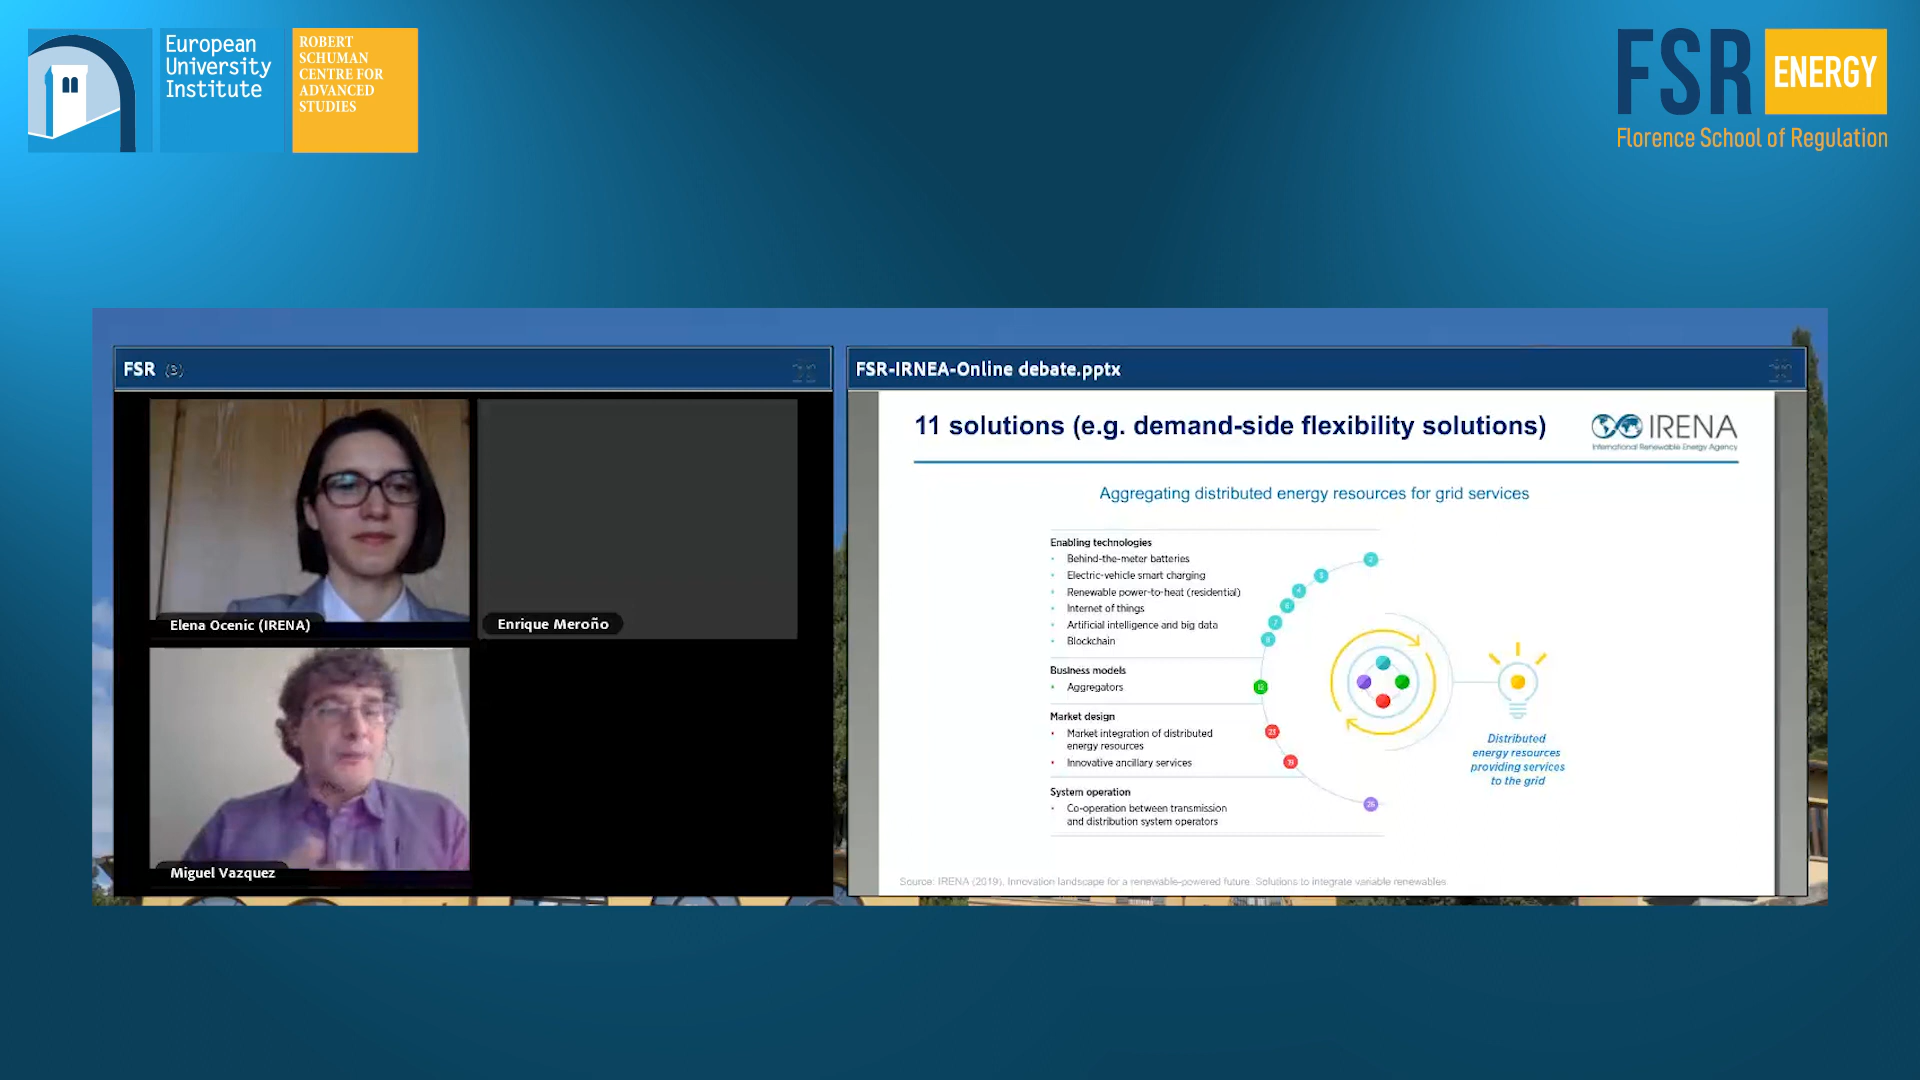 European
University
Institute
ROBERT
SCHUMAN
CENTRE FOR
ADVANCED
STUDIES
FSR ENERGY
Florence School of Regulation
FSR (3)
Elena Ocenic (IRENA)
Enrique Meroño
Miguel Vazquez
FSR-IRNEA-Online debate.pptx
11 solutions (e.g. demand-side flexibility solutions)
IRENA
International Renewable Energy Agency
Aggregating distributed energy resources for grid services
Enabling technologies
• Behind-the-meter batteries
• Electric-vehicle smart charging
• Renewable power-to-heat (residential)
• Internet of things
• Artificial intelligence and big data
• Blockchain
Business models
• Aggregators
Market design
• Market integration of distributed
energy resources
• Innovative ancillary services
System operation
• Co-operation between transmission
and distribution system operators
Distributed
energy resources
providing services
to the grid
Source: IRENA (2019), Innovation landscape for a renewable-powered future: Solutions to integrate variable renewables